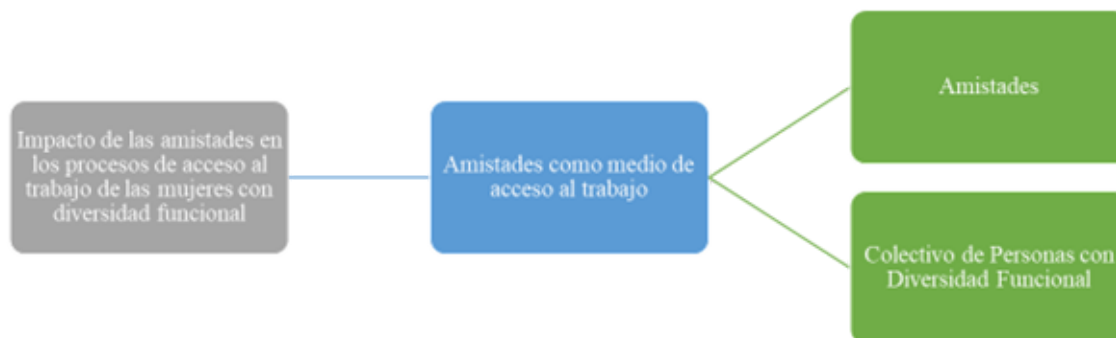 Impacto de las amistades en
los procesos de acceso al
trabajo de las mujeres con
diversidad funcional
Amistades como medio de
acceso al trabajo
Amistades
Colectivo de Personas con
Diversidad Funcional